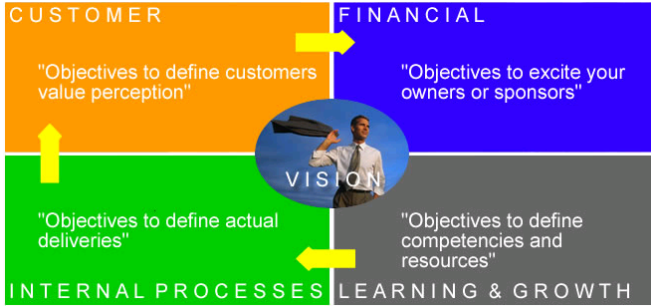 CUSTOMER
"Objectives to define customers
value perception"
FINANCIAL
"Objectives to excite your
owners or sponsors"
VISION
"Objectives to define actual
deliveries"
INTERNAL PROCESSES
"Objectives to define
competencies and
resources"
LEARNING & GROWTH